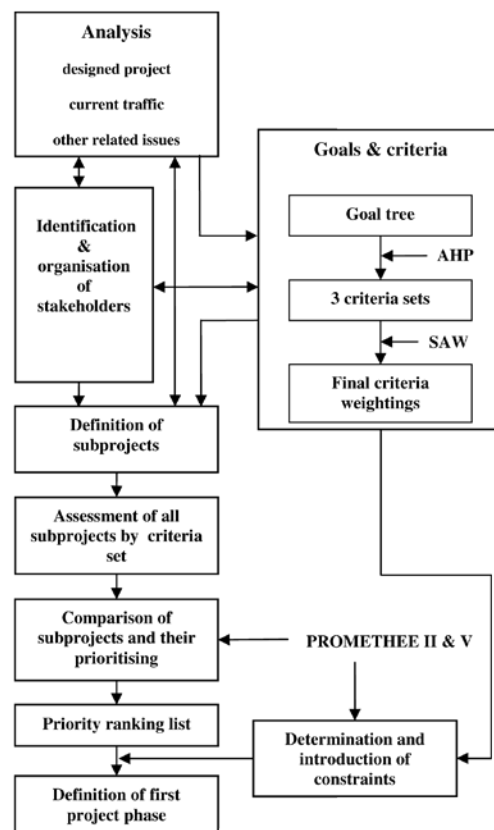 Analysis
designed project
current traffic
other related issues
Goals & criteria
Goal tree
AHP
3 criteria sets
SAW
Final criteria
weightings
Identification
&
organisation
of
stakeholders
Definition of
subprojects
Assessment of all
subprojects by criteria
set
Comparison of
subprojects and their
prioritising
PROMETHEE II & V
Priority ranking list
Determination and
introduction of
constraints
Definition of first
project phase